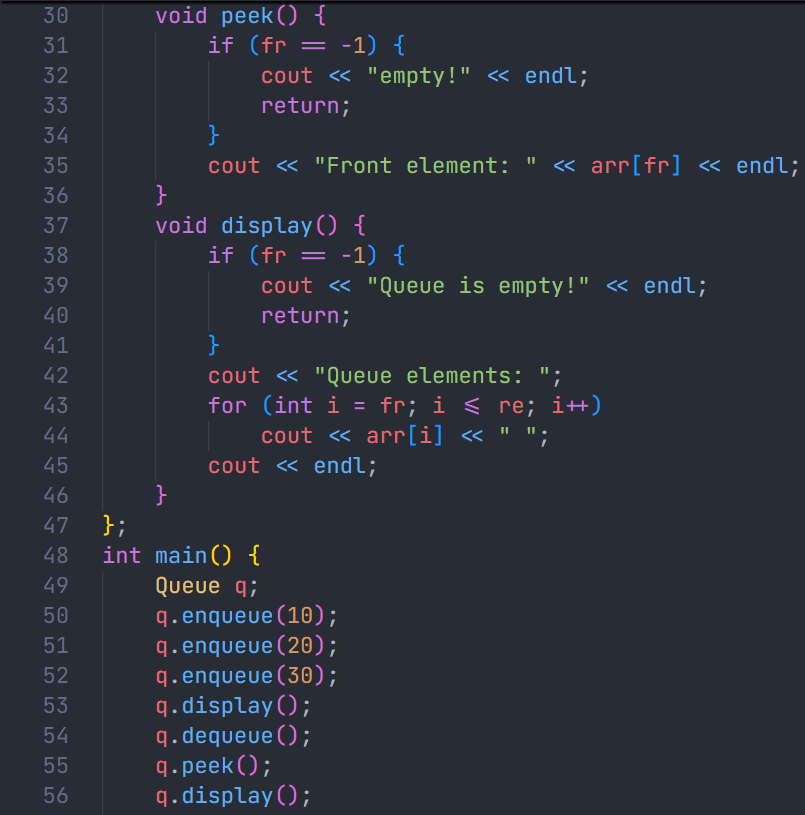 30 void peek() {
31 if (fr == -1) {
32 cout << "empty!" << endl;
33 return;
34 }
35 cout << "Front element: " << arr[fr] << endl;
36 }
37 void display() {
38 if (fr == -1) {
39 cout << "Queue is empty!" << endl;
40 return;
41 }
42 cout << "Queue elements: ";
43 for (int i = fr; i <= re; i++)
44 cout << arr[i] << " ";
45 cout << endl;
46 }
47 };
48 int main() {
49 Queue q;
50 q.enqueue(10);
51 q.enqueue(20);
52 q.enqueue(30);
53 q.display();
54 q.dequeue();
55 q.peek();
56 q.display();